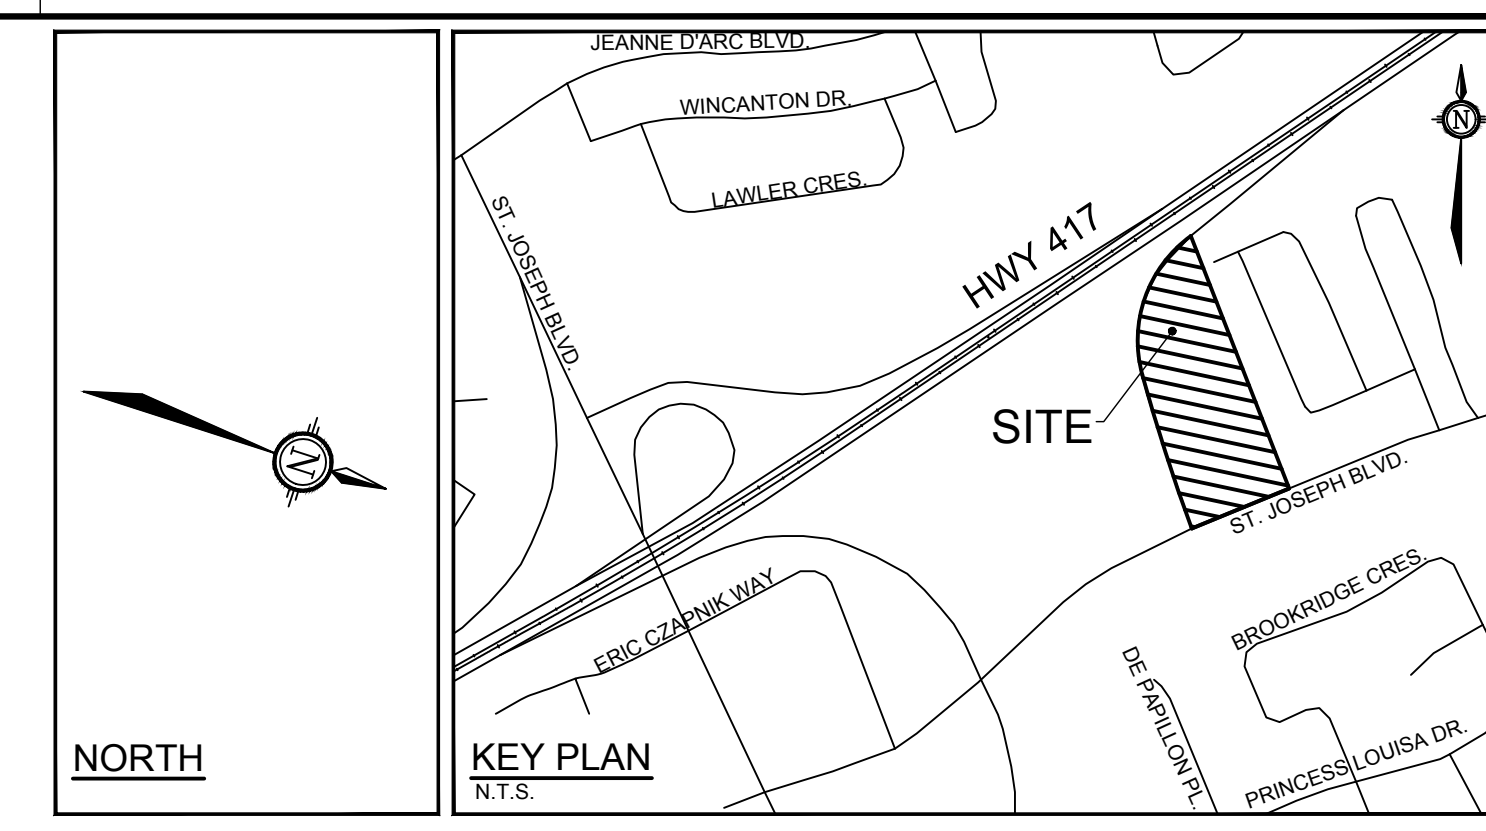 N
NORTH
JEANNE D'ARC BLVD.
WINCANTON DR.
LAWLER CRES.
ST. JOSEPH BLVD.
HWY 417
N
SITE
ST. JOSEPH BLVD.
ERIC CZAPNIK WAY
BROOKRIDGE CRES.
DE PAPILLON PL.
PRINCESS LOUISA DR.
KEY PLAN
N.T.S.